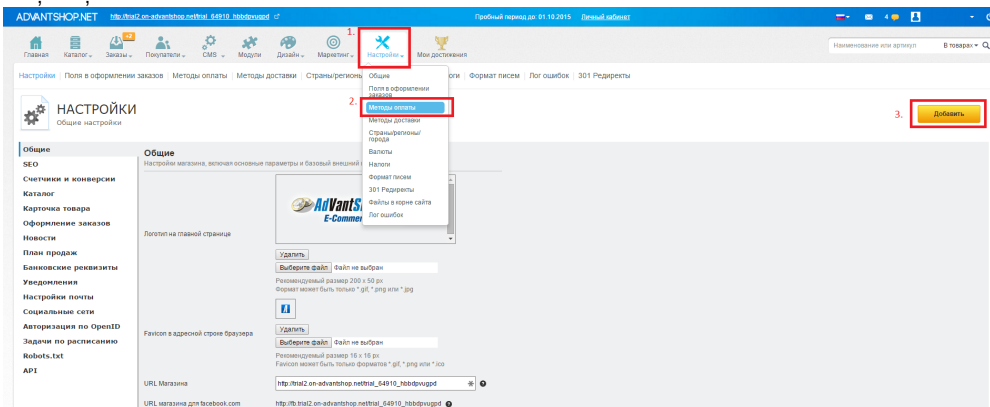 ADVANTSHOP.NET http://trial2.on-advantshop.net/trial_64910_hbbdpvugpd Пробный период до: 01.10.2015 Личный кабинет 4
+2
1.
Главная Каталог Заказы Покупатели CMS Модули Дизайн Маркетинг Настройки Мои достижения Наименование или артикул В товарах
Настройки Поля в оформлении заказов Методы оплаты Методы доставки Страны/регионы Формат писем Лог ошибок 301 Редиректы
Общие
Поля в оформлении
заказов
2. Методы оплаты
Методы доставки
Страны/регионы/
города
Валюты
Налоги
Формат писем
301 Редиректы
Файлы в корне сайта
Лог ошибок
НАСТРОЙКИ
Общие настройки
3. Добавить
Общие
SEO
Счетчики и конверсии
Каталог
Карточка товара
Оформление заказов
Новости
План продаж
Банковские реквизиты
Уведомления
Настройки почты
Социальные сети
Авторизация по OpenID
Задачи по расписанию
Robots.txt
API
Общие
Настройки магазина, включая основные параметры и базовый внешний
Логотип на главной странице
AdVantS
E-Commer
Удалить
Выберите файл Файл не выбран
Рекомендуемый размер 200 x 50 px
Формат может быть только *.gif, *.png или *.jpg
Favicon в адресной строке браузера
Удалить
Выберите файл Файл не выбран
Рекомендуемый размер 16 x 16 px
Favicon может быть только форматов *.gif, *.png или *.ico
URL Магазина http://trial2.on-advantshop.net/trial_64910_hbbdpvugpd
URL магазина для facebook.com http://fb.trial2.on-advantshop.net/trial_64910_hbbdpvugpd